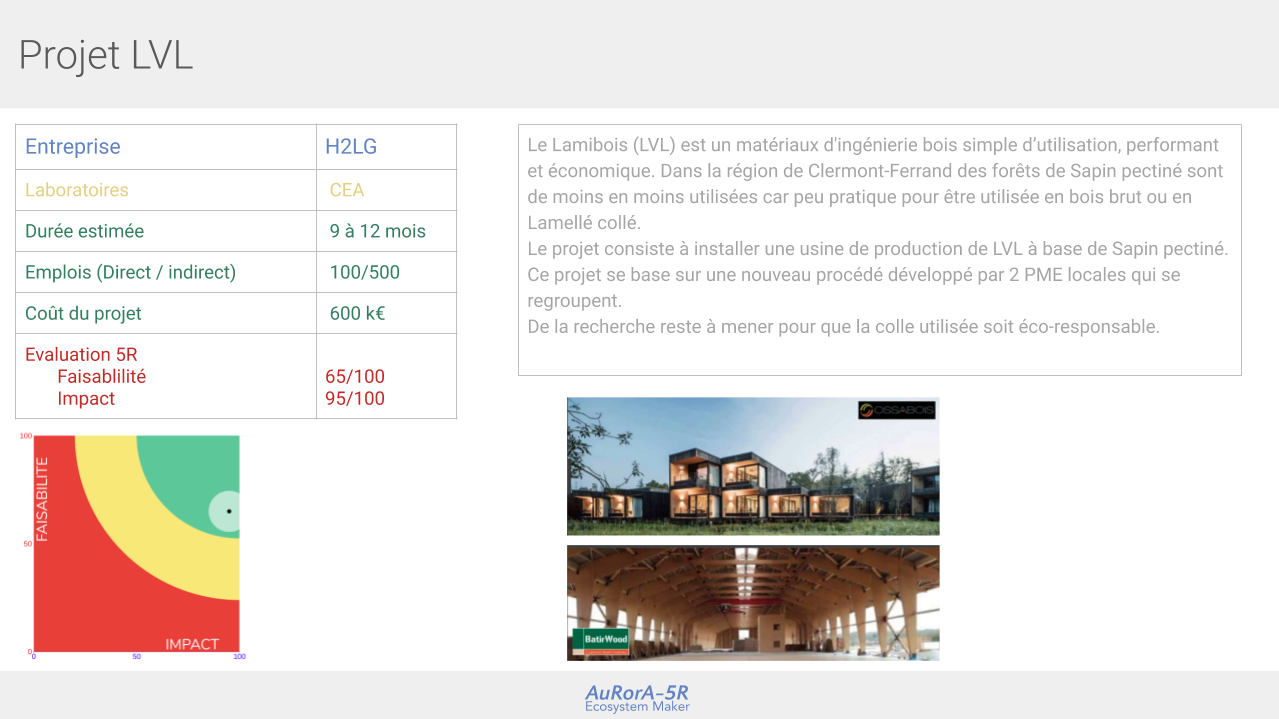 Projet LVL
Entreprise H2LG
Laboratoires CEA
Durée estimée 9 à 12 mois
Emplois (Direct / indirect) 100/500
Coût du projet 600 k€
Evaluation 5R
Faisablilité 65/100
Impact 95/100
Le Lamibois (LVL) est un matériaux d'ingénierie bois simple d’utilisation, performant
et économique. Dans la région de Clermont-Ferrand des forêts de Sapin pectiné sont
de moins en moins utilisées car peu pratique pour être utilisée en bois brut ou en
Lamellé collé.
Le projet consiste à installer une usine de production de LVL à base de Sapin pectiné.
Ce projet se base sur une nouveau procédé développé par 2 PME locales qui se
regroupent.
De la recherche reste à mener pour que la colle utilisée soit éco-responsable.
100
FAISABILITE
50
IMPACT
0
0 50 100
OSSABOIS
BatirWood
AuRorA-5R
Ecosystem Maker